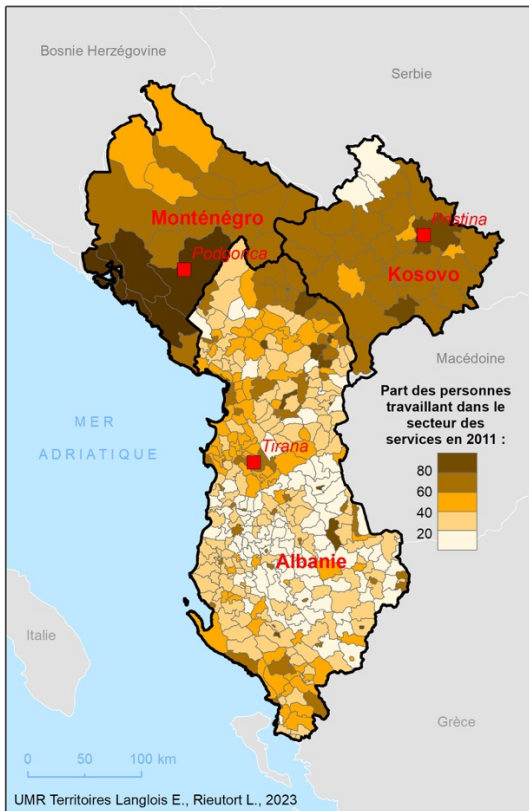 Bosnie Herzégovine
Serbie
Monténégro
Pristina
Podgorica
Kosovo
Macédoine
Part des personnes
travaillant dans le
secteur des
services en 2011 :
MER
ADRIATIQUE
80
60
40
20
Tirana
Albanie
Italie
Grèce
0 50 100 km
UMR Territoires Langlois E., Rieutort L., 2023